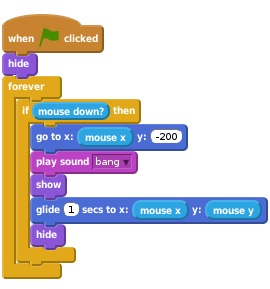 when clicked
hide
forever
if mouse down? then
go to x: mouse x y: -200
play sound bang
show
glide 1 secs to x: mouse x y: mouse y
hide